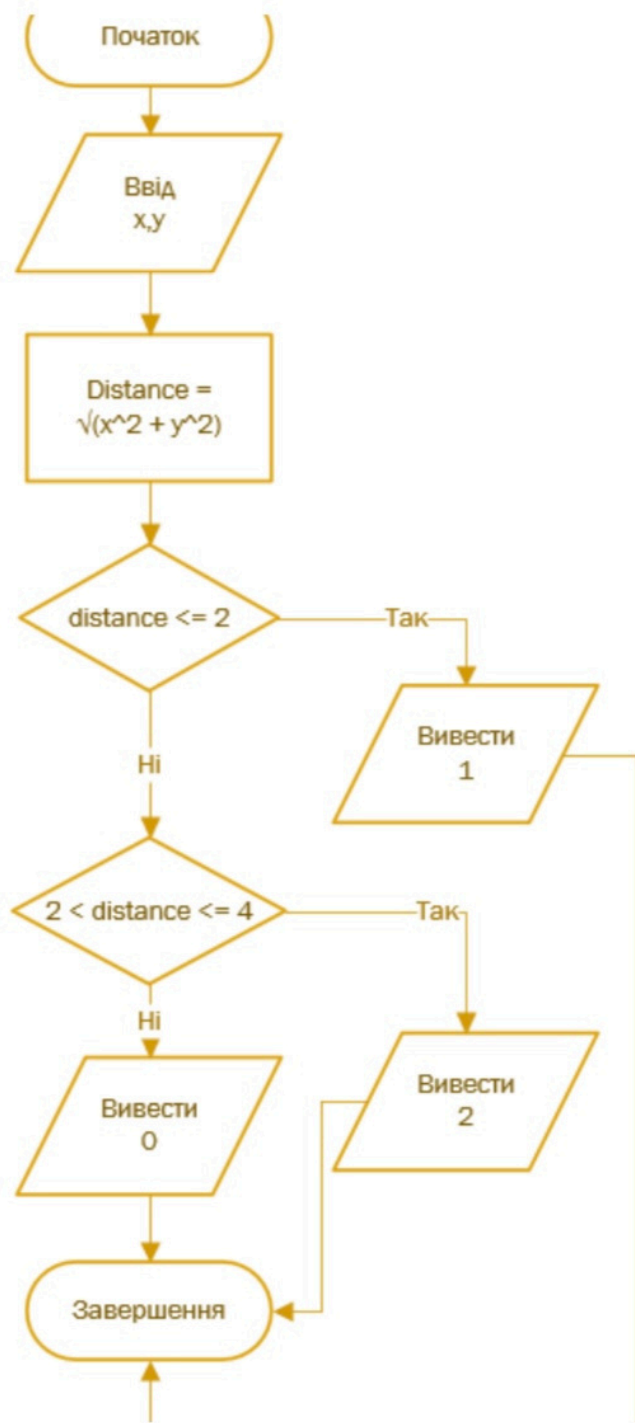 Початок
Ввід
x,y
Distance =
√(x^2 + y^2)
distance <= 2
Так
Вивести
1
Ні
2 < distance <= 4
Так
Ні
Вивести
2
Вивести
0
Завершення